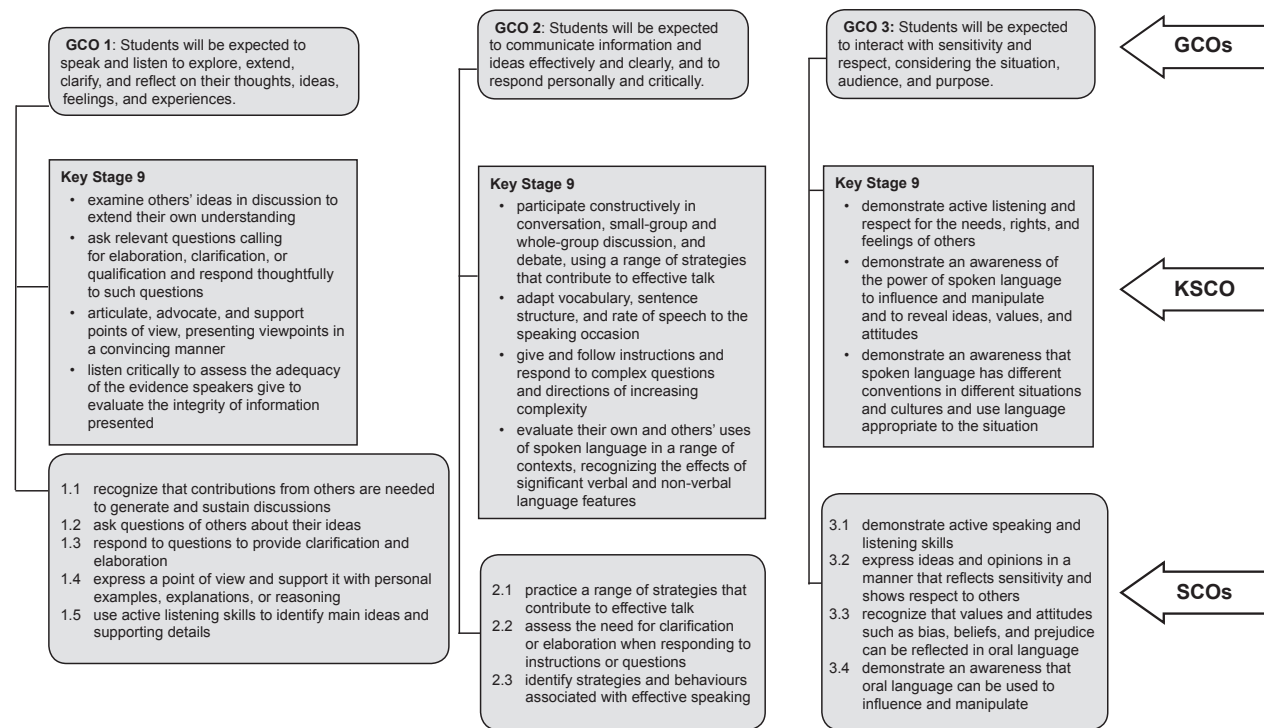 GCO 1: Students will be expected to
speak and listen to explore, extend,
clarify, and reflect on their thoughts, ideas,
feelings, and experiences.
Key Stage 9
• examine others' ideas in discussion to
extend their own understanding
• ask relevant questions calling
for elaboration, clarification, or
qualification and respond thoughtfully
to such questions
• articulate, advocate, and support
points of view, presenting viewpoints in
a convincing manner
• listen critically to assess the adequacy
of the evidence speakers give to
evaluate the integrity of information
presented
1.1 recognize that contributions from others are needed
to generate and sustain discussions
1.2 ask questions of others about their ideas
1.3 respond to questions to provide clarification and
elaboration
1.4 express a point of view and support it with personal
examples, explanations, or reasoning
1.5 use active listening skills to identify main ideas and
supporting details
GCO 2: Students will be expected
to communicate information and
ideas effectively and clearly, and to
respond personally and critically.
Key Stage 9
• participate constructively in
conversation, small-group and
whole-group discussion, and
debate, using a range of strategies
that contribute to effective talk
• adapt vocabulary, sentence
structure, and rate of speech to the
speaking occasion
• give and follow instructions and
respond to complex questions
and directions of increasing
complexity
• evaluate their own and others' uses
of spoken language in a range of
contexts, recognizing the effects of
significant verbal and non-verbal
language features
2.1 practice a range of strategies that
contribute to effective talk
2.2 assess the need for clarification
or elaboration when responding to
instructions or questions
2.3 identify strategies and behaviours
associated with effective speaking
GCO 3: Students will be expected
to interact with sensitivity and
respect, considering the situation,
audience, and purpose.
Key Stage 9
• demonstrate active listening and
respect for the needs, rights, and
feelings of others
• demonstrate an awareness of
the power of spoken language
to influence and manipulate
and to reveal ideas, values, and
attitudes
• demonstrate an awareness that
spoken language has different
conventions in different situations
and cultures and use language
appropriate to the situation
3.1 demonstrate active speaking and
listening skills
3.2 express ideas and opinions in a
manner that reflects sensitivity and
shows respect to others
3.3 recognize that values and attitudes
such as bias, beliefs, and prejudice
can be reflected in oral language
3.4 demonstrate an awareness that
oral language can be used to
influence and manipulate
GCOs
KSCO
SCOs